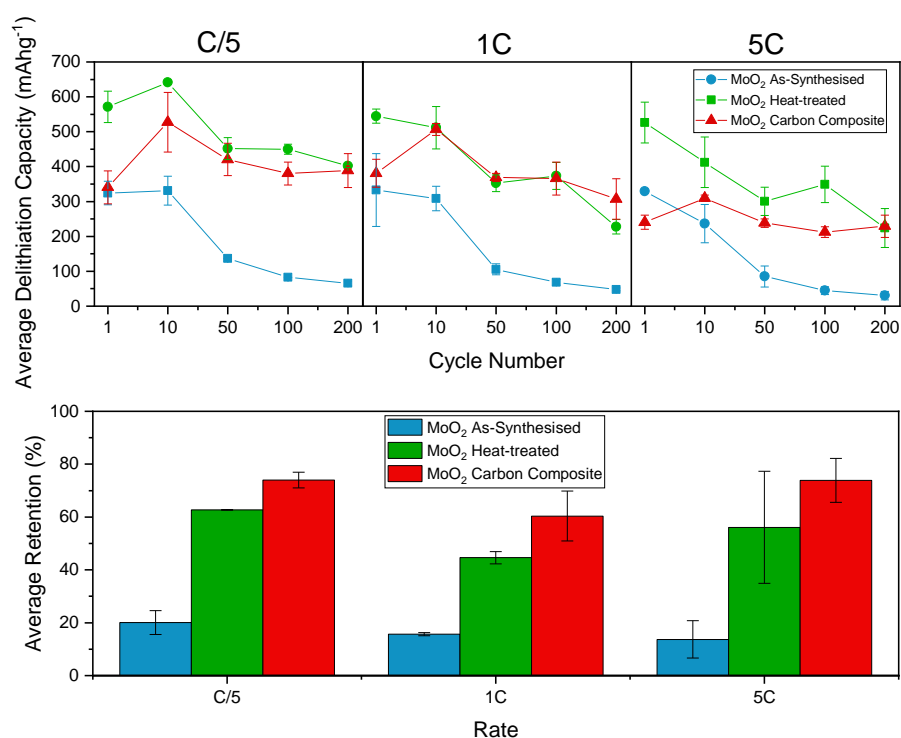 C/5 1C 5C
Average Delithiation Capacity (mAhg⁻¹)
700
600
500
400
300
200
100
0
MoO₂ As-Synthesised
MoO₂ Heat-treated
MoO₂ Carbon Composite
1 10 50 100 200 1 10 50 100 200 1 10 50 100 200
Cycle Number
Average Retention (%)
100
80
60
40
20
0
MoO₂ As-Synthesised
MoO₂ Heat-treated
MoO₂ Carbon Composite
C/5 1C 5C
Rate